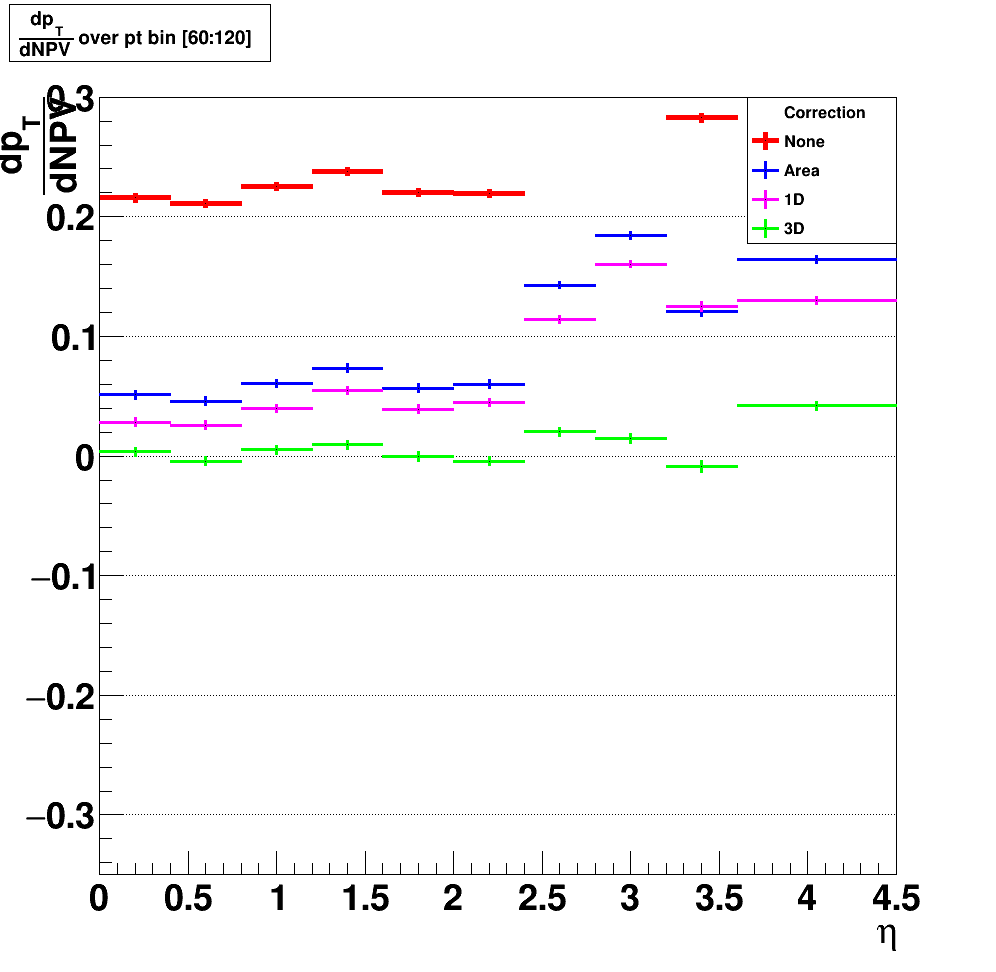 dp_T
dNPV
over pt bin [60:120]
dp_T
dNPV
0.3
0.2
0.1
0
−0.1
−0.2
−0.3
Correction
None
Area
1D
3D
0 0.5 1 1.5 2 2.5 3 3.5 4 4.5
η